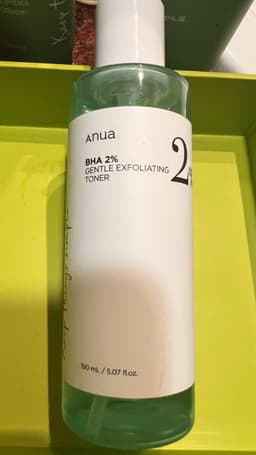 Anua
BHA 2%
GENTLE EXFOLIATING
TONER
2
150 mL / 5.07 fl.oz.